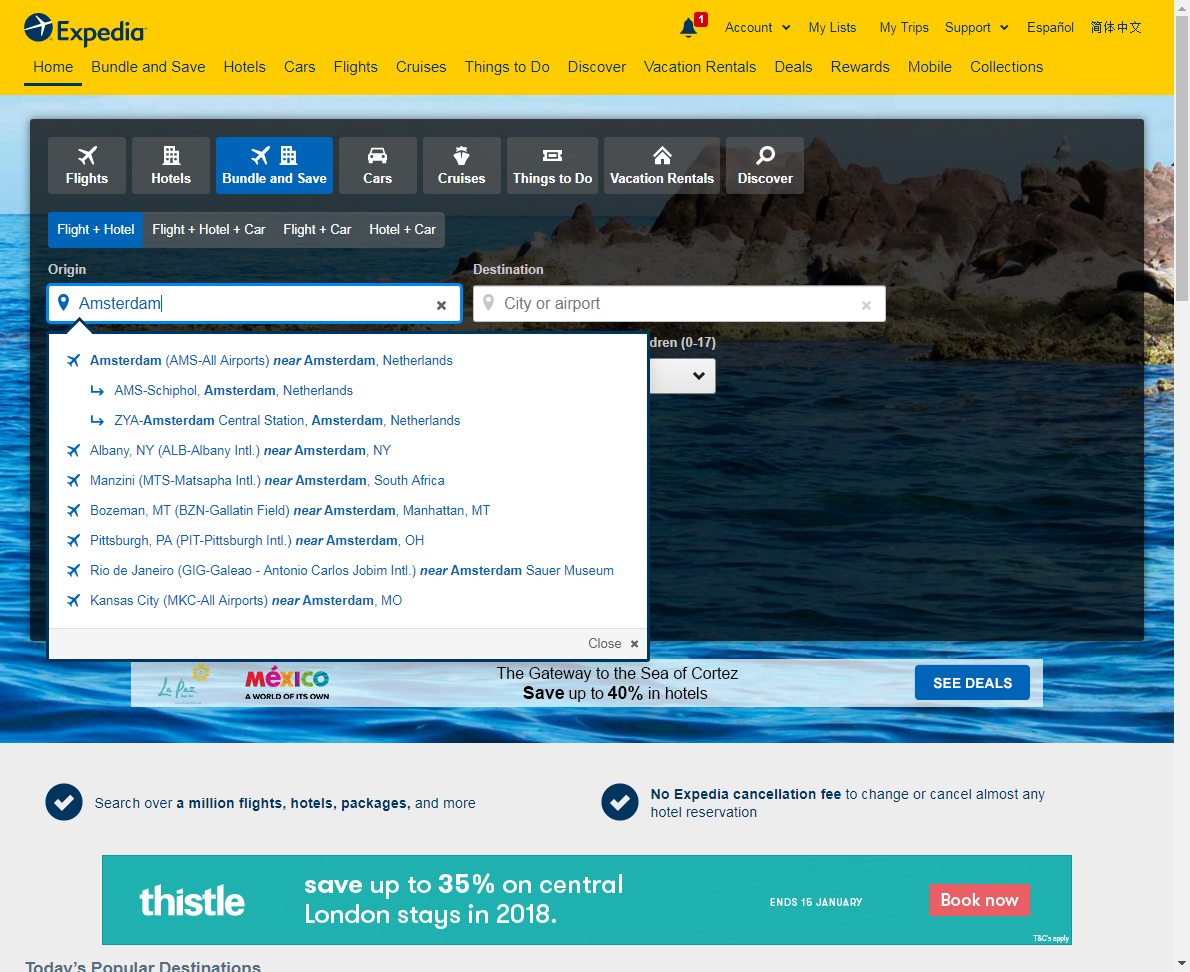 Expedia
1
Account
My Lists
My Trips
Support
Español
简体中文
Home
Bundle and Save
Hotels
Cars
Flights
Cruises
Things to Do
Discover
Vacation Rentals
Deals
Rewards
Mobile
Collections
Flights
Hotels
Bundle and Save
Cars
Cruises
Things to Do
Vacation Rentals
Discover
Flight + Hotel
Flight + Hotel + Car
Flight + Car
Hotel + Car
Origin
Destination
Amsterdam
City or airport
dren (0-17)
Amsterdam (AMS-All Airports) near Amsterdam, Netherlands
AMS-Schiphol, Amsterdam, Netherlands
ZYA-Amsterdam Central Station, Amsterdam, Netherlands
Albany, NY (ALB-Albany Intl.) near Amsterdam, NY
Manzini (MTS-Matsapha Intl.) near Amsterdam, South Africa
Bozeman, MT (BZN-Gallatin Field) near Amsterdam, Manhattan, MT
Pittsburgh, PA (PIT-Pittsburgh Intl.) near Amsterdam, OH
Rio de Janeiro (GIG-Galeao - Antonio Carlos Jobim Intl.) near Amsterdam Sauer Museum
Kansas City (MKC-All Airports) near Amsterdam, MO
Close
La Paz
MéXICO
A WORLD OF ITS OWN
The Gateway to the Sea of Cortez
Save up to 40% in hotels
SEE DEALS
Search over a million flights, hotels, packages, and more
No Expedia cancellation fee to change or cancel almost any
hotel reservation
thistle
save up to 35% on central
London stays in 2018.
ENDS 15 JANUARY
Book now
T&C's apply
Today's Popular Destinations